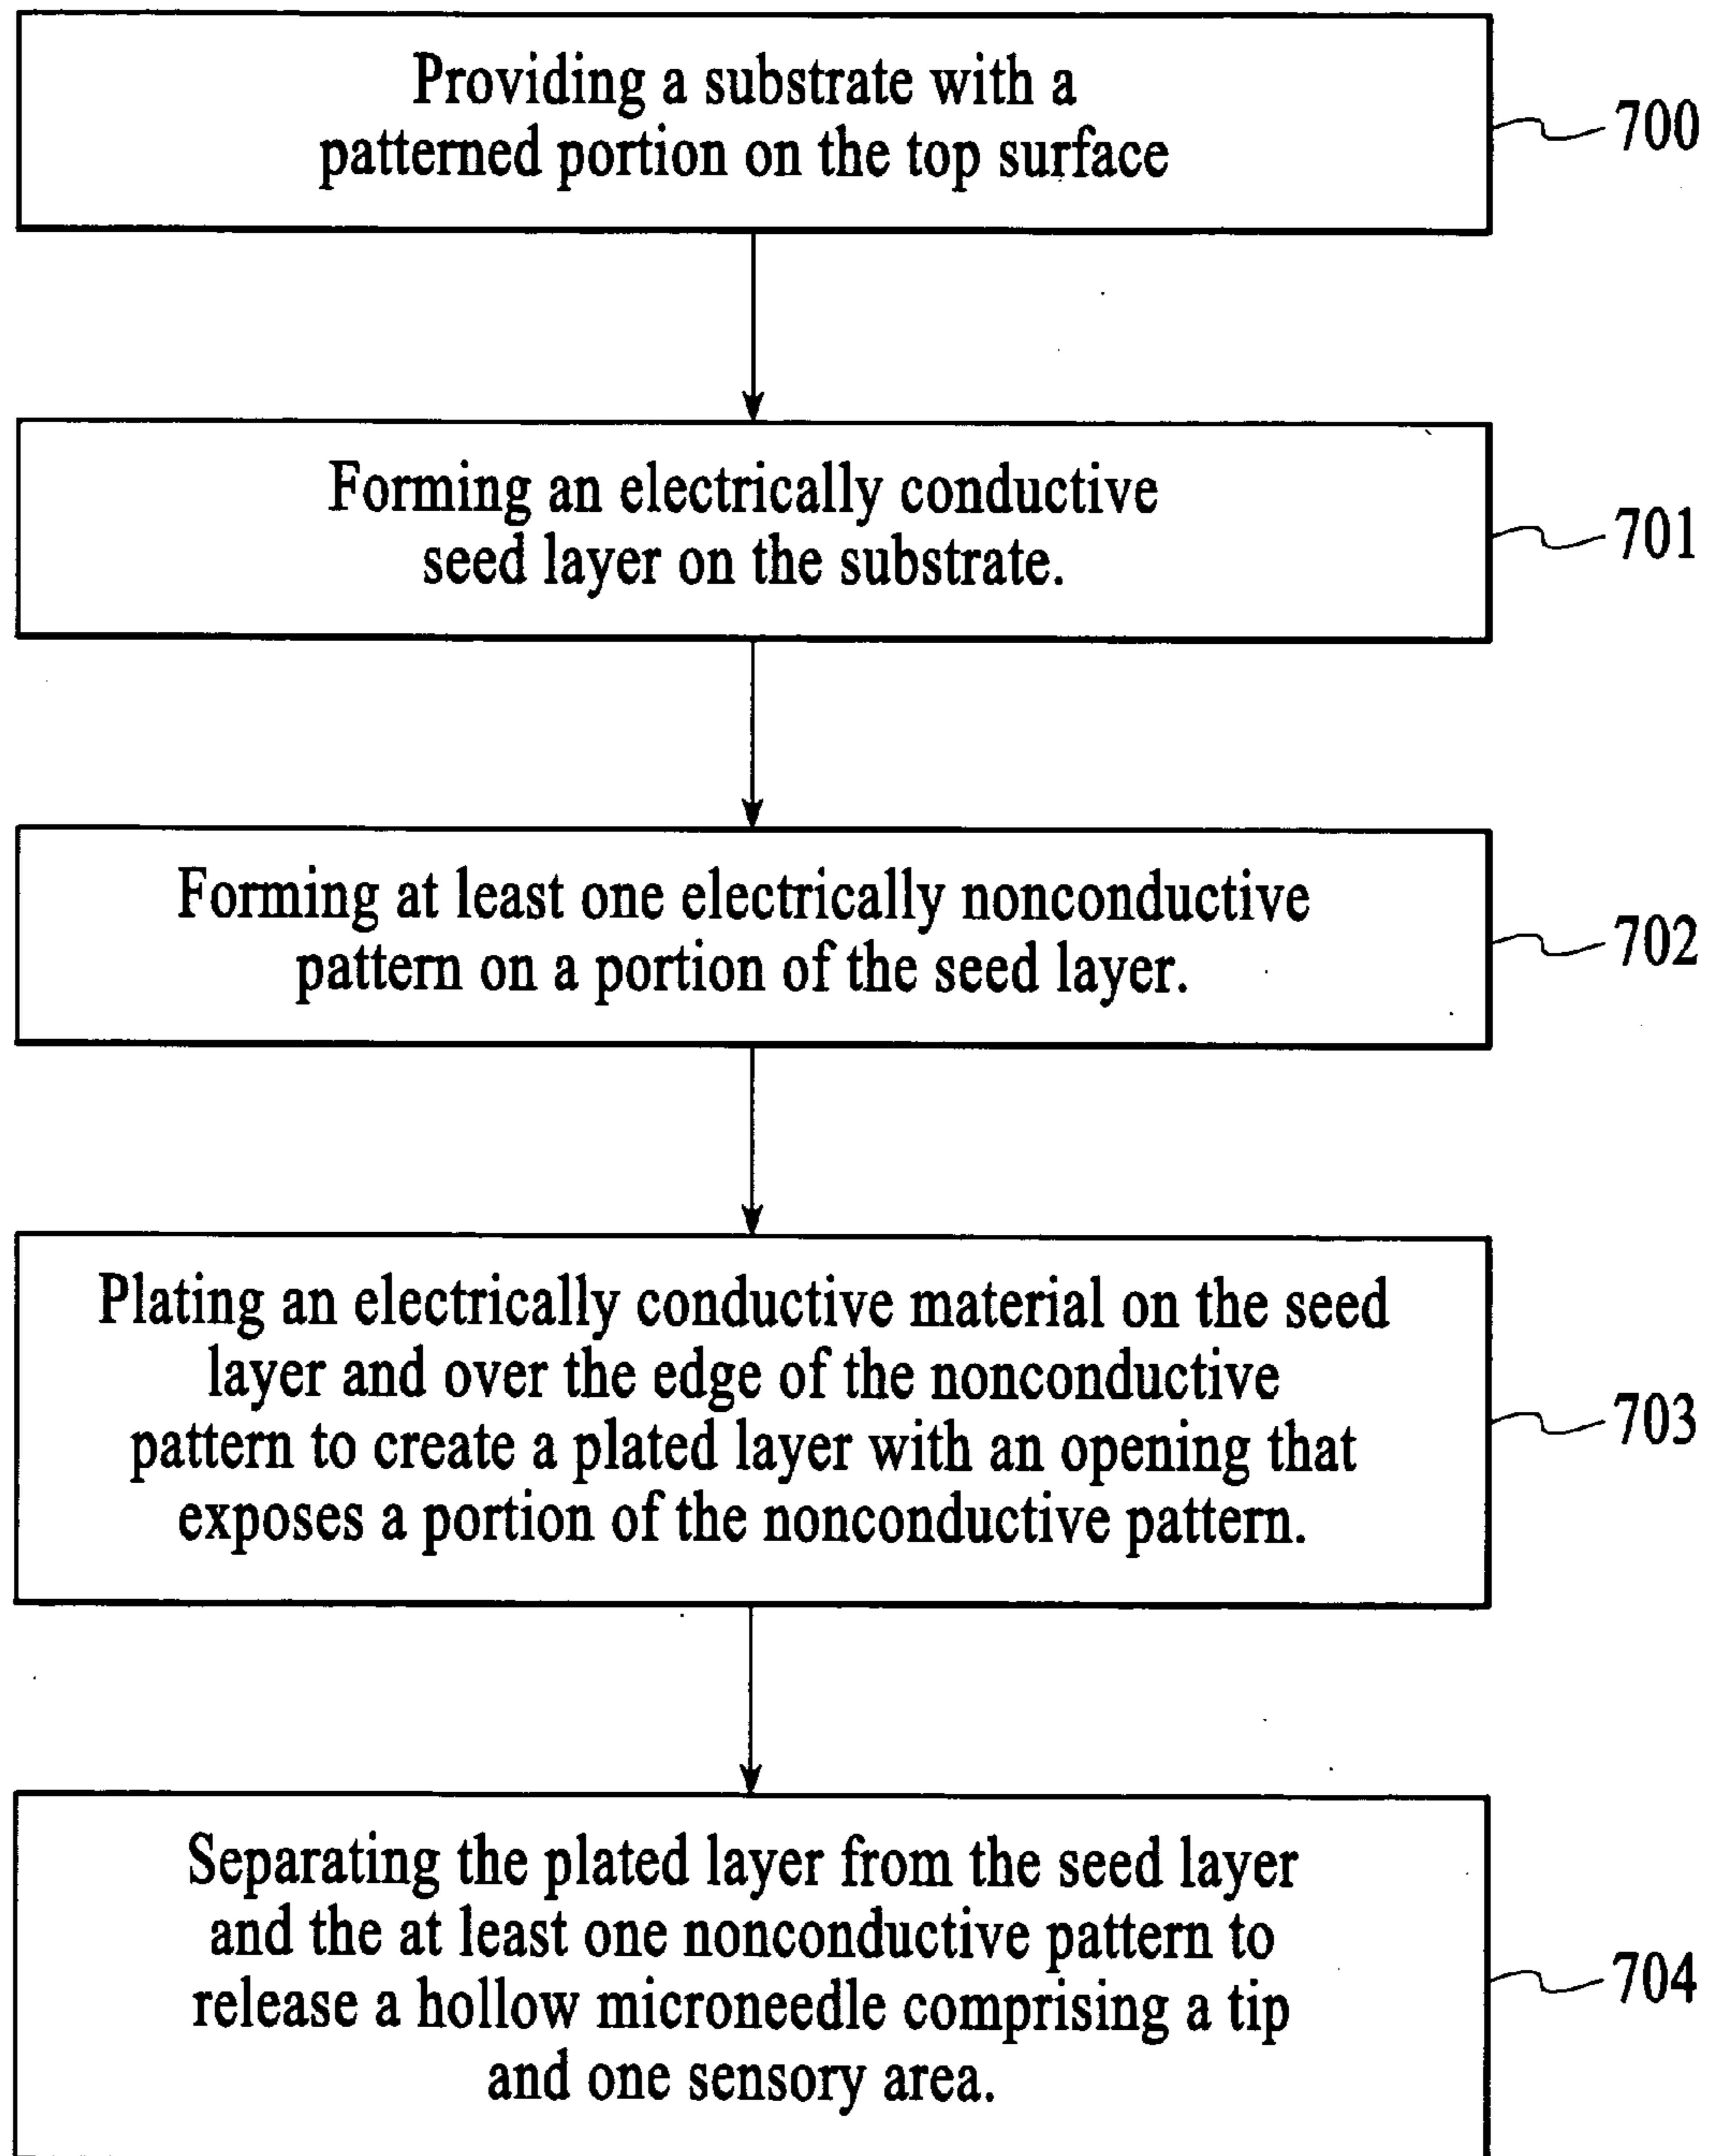 Providing a substrate with a
patterned portion on the top surface
700
Forming an electrically conductive
seed layer on the substrate.
701
Forming at least one electrically nonconductive
pattern on a portion of the seed layer.
702
Plating an electrically conductive material on the seed
layer and over the edge of the nonconductive
pattern to create a plated layer with an opening that
exposes a portion of the nonconductive pattern.
703
Separating the plated layer from the seed layer
and the at least one nonconductive pattern to
release a hollow microneedle comprising a tip
and one sensory area.
704